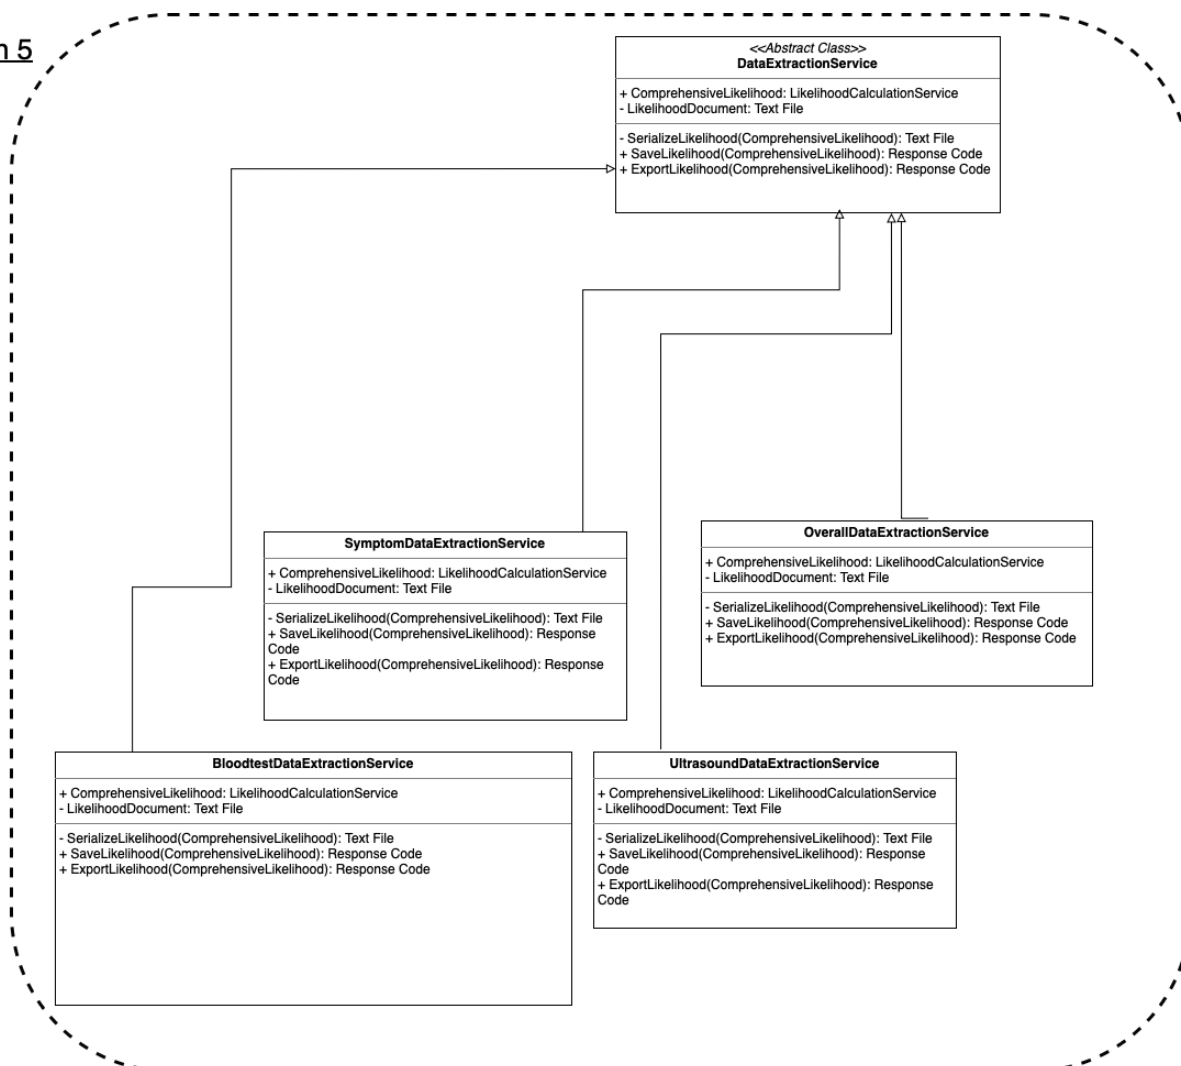 n 5
<<Abstract Class>>
DataExtractionService
+ ComprehensiveLikelihood: LikelihoodCalculationService
- LikelihoodDocument: Text File
- SerializeLikelihood(ComprehensiveLikelihood): Text File
+ SaveLikelihood(ComprehensiveLikelihood): Response Code
+ ExportLikelihood(ComprehensiveLikelihood): Response Code
SymptomDataExtractionService
+ ComprehensiveLikelihood: LikelihoodCalculationService
- LikelihoodDocument: Text File
- SerializeLikelihood(ComprehensiveLikelihood): Text File
+ SaveLikelihood(ComprehensiveLikelihood): Response
Code
+ ExportLikelihood(ComprehensiveLikelihood): Response
Code
OverallDataExtractionService
+ ComprehensiveLikelihood: LikelihoodCalculationService
- LikelihoodDocument: Text File
- SerializeLikelihood(ComprehensiveLikelihood): Text File
+ SaveLikelihood(ComprehensiveLikelihood): Response Code
+ ExportLikelihood(ComprehensiveLikelihood): Response Code
BloodtestDataExtractionService
+ ComprehensiveLikelihood: LikelihoodCalculationService
- LikelihoodDocument: Text File
- SerializeLikelihood(ComprehensiveLikelihood): Text File
+ SaveLikelihood(ComprehensiveLikelihood): Response Code
+ ExportLikelihood(ComprehensiveLikelihood): Response Code
UltrasoundDataExtractionService
+ ComprehensiveLikelihood: LikelihoodCalculationService
- LikelihoodDocument: Text File
- SerializeLikelihood(ComprehensiveLikelihood): Text File
+ SaveLikelihood(ComprehensiveLikelihood): Response
Code
+ ExportLikelihood(ComprehensiveLikelihood): Response
Code